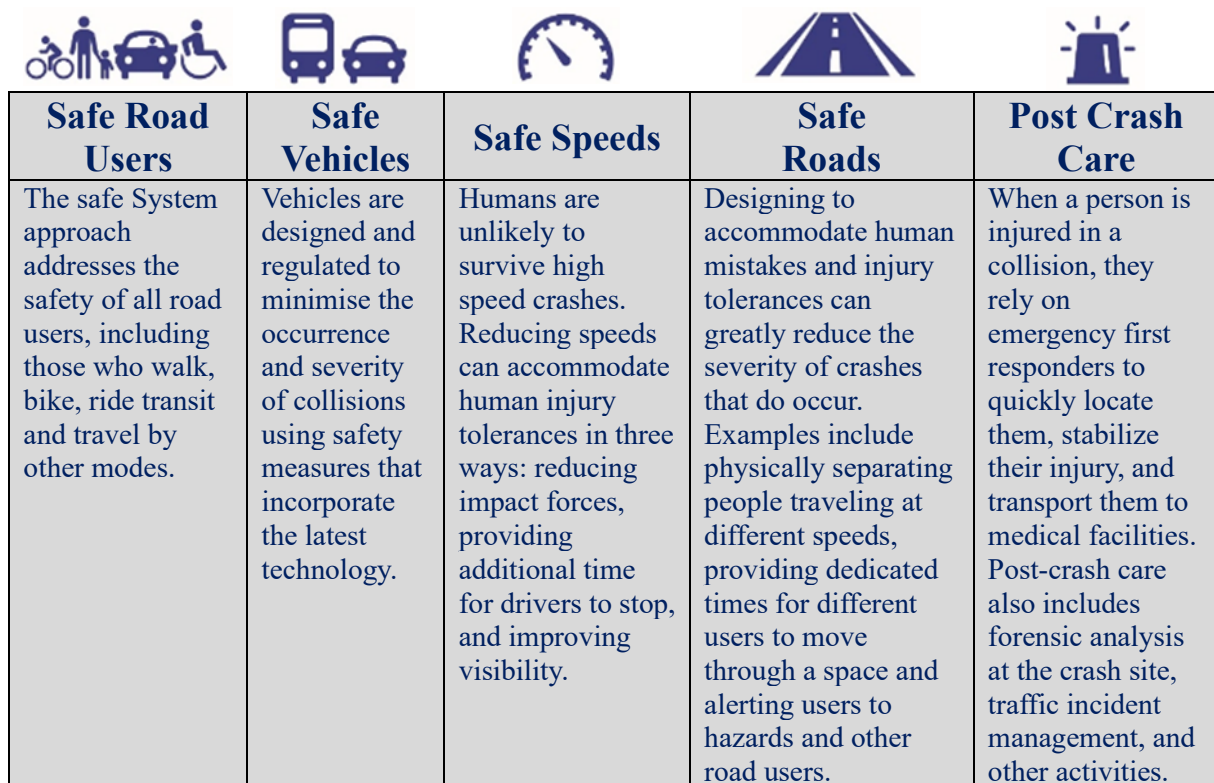 Safe Road
Users
Safe
Vehicles
Safe Speeds
Safe
Roads
Post Crash
Care
The safe System
approach
addresses the
safety of all road
users, including
those who walk,
bike, ride transit
and travel by
other modes.
Vehicles are
designed and
regulated to
minimise the
occurrence
and severity
of collisions
using safety
measures that
incorporate
the latest
technology.
Humans are
unlikely to
survive high
speed crashes.
Reducing speeds
can accommodate
human injury
tolerances in three
ways: reducing
impact forces,
providing
additional time
for drivers to stop,
and improving
visibility.
Designing to
accommodate human
mistakes and injury
tolerances can
greatly reduce the
severity of crashes
that do occur.
Examples include
physically separating
people traveling at
different speeds,
providing dedicated
times for different
users to move
through a space and
alerting users to
hazards and other
road users.
When a person is
injured in a
collision, they
rely on
emergency first
responders to
quickly locate
them, stabilize
their injury, and
transport them to
medical facilities.
Post-crash care
also includes
forensic analysis
at the crash site,
traffic incident
management, and
other activities.